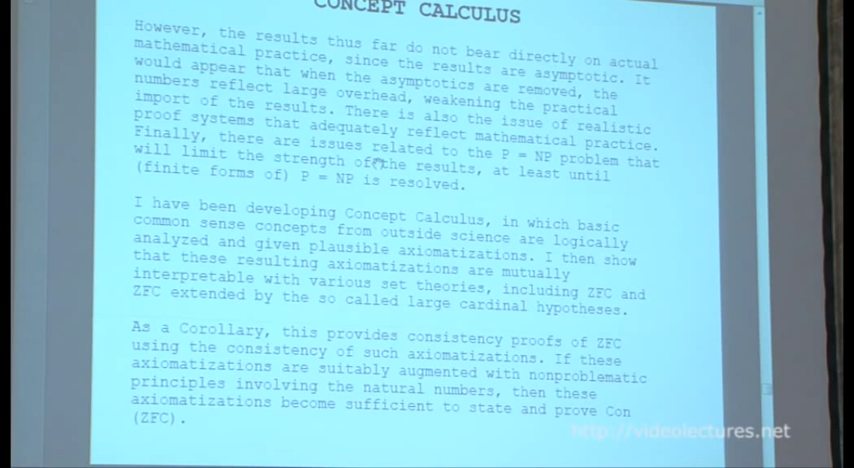 CONCEPT CALCULUS
However, the results thus far do not bear directly on actual
mathematical practice, since the results are asymptotic. It
would appear that when the asymptotics are removed, the
numbers reflect large overhead, weakening the practical
import of the results. There is also the issue of realistic
proof systems that adequately reflect mathematical practice.
Finally, there are issues related to the P = NP problem that
will limit the strength of the results, at least until
(finite forms of) P = NP is resolved.
I have been developing Concept Calculus, in which basic
common sense concepts from outside science are logically
analyzed and given plausible axiomatizations. I then show
that these resulting axiomatizations are mutually
interpretable with various set theories, including ZFC and
ZFC extended by the so called large cardinal hypotheses.
As a Corollary, this provides consistency proofs of ZFC
using the consistency of such axiomatizations. If these
axiomatizations are suitably augmented with nonproblematic
principles involving the natural numbers, then these
axiomatizations become sufficient to state and prove Con
(ZFC).
http://videolectures.net